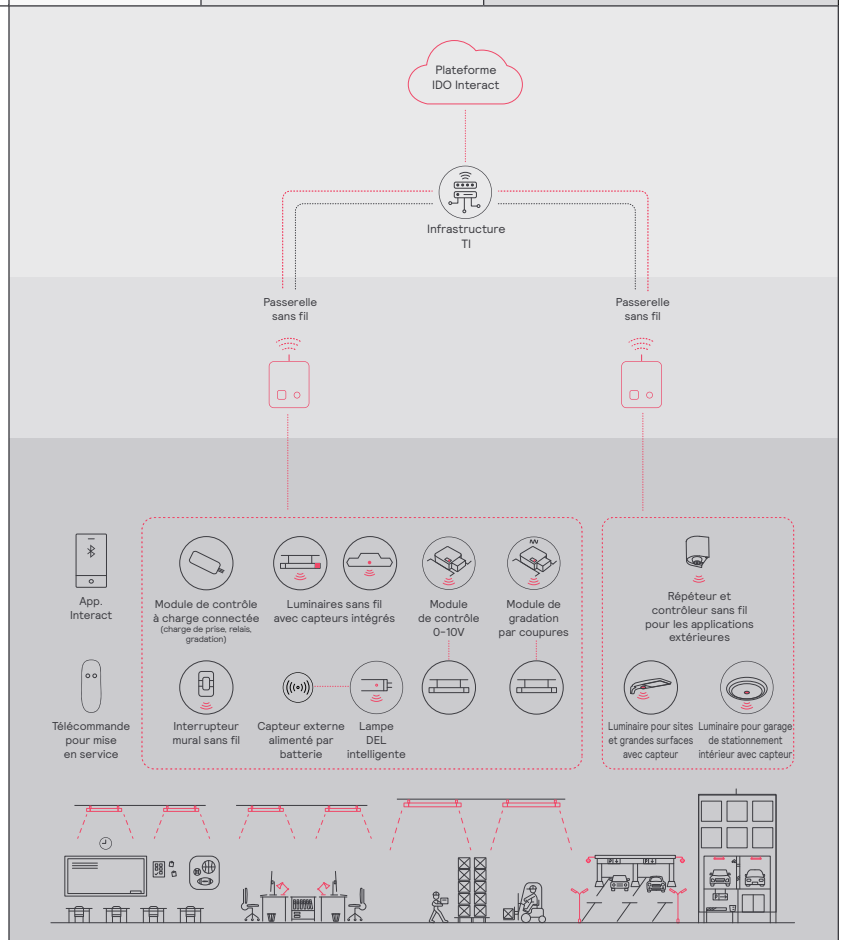 Plateforme
IDO Interact
Infrastructure
TI
Passerelle
sans fil
Passerelle
sans fil
App.
Interact
Module de contrôle
à charge connectée
(charge de prise, relais,
gradation)
Luminaires sans fil
avec capteurs intégrés
Module
de contrôle
0-10V
Module de
gradation
par coupures
Répéteur et
contrôleur sans fil
pour les applications
extérieures
Télécommande
pour mise
en service
Interrupteur
mural sans fil
Capteur externe
alimenté par
batterie
Lampe
DEL
intelligente
Luminaire pour sites
et grandes surfaces
avec capteur
Luminaire pour garage
de stationnement
intérieur avec capteur